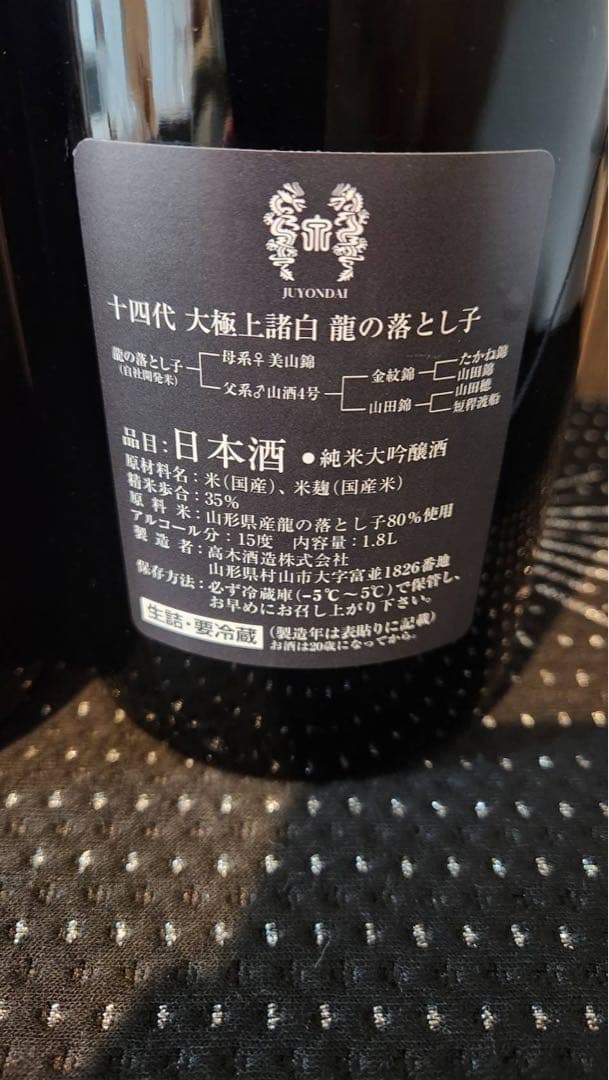 JUYONDAI
十四代 大極上諸白 龍の落とし子
龍の落とし子
(自社開発米)
母系♀美山錦
父系♂山酒4号
金紋錦
山田錦
たかね錦
山田錦
山田穂
短稈渡船
品目:日本酒 ●純米大吟醸酒
原材料名:米(国産)、米麹(国産米)
精米歩合:35%
原料米:山形県産龍の落とし子80%使用
アルコール分:15度 内容量:1.8L
製造者:高木酒造株式会社
山形県村山市大字富並1826番地
保存方法:必ず冷蔵庫(-5℃~5℃)で保管し、
お早めにお召し上がり下さい。
生詰・要冷蔵 (製造年は表貼りに記載)
お酒は20歳になってから。